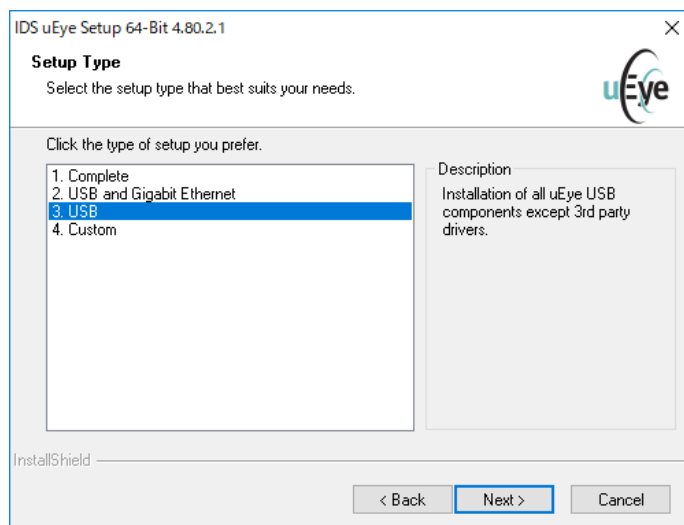 IDS uEye Setup 64-Bit 4.80.2.1
Setup Type
Select the setup type that best suits your needs.
uEye
Click the type of setup you prefer.
1. Complete
2. USB and Gigabit Ethernet
3. USB
4. Custom
Description
Installation of all uEye USB
components except 3rd party
drivers.
InstallShield
< Back
Next >
Cancel